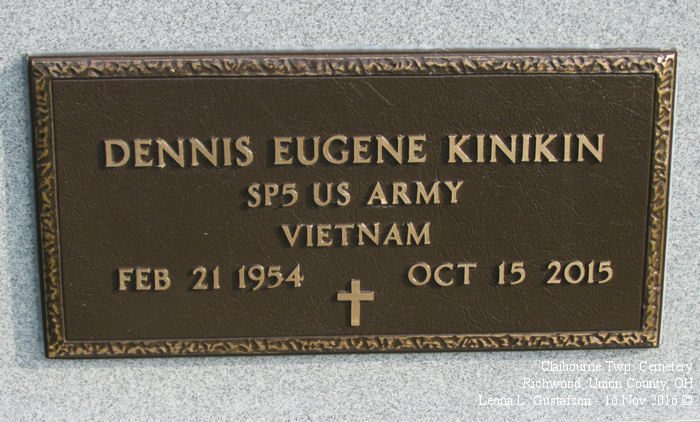 DENNIS EUGENE KINIKIN
SP5 US ARMY
VIETNAM
FEB 21 1954 OCT 15 2015
Claibourne Twp. Cemetery
Richwood, Union County, OH
Leona L. Gustafson - 16 Nov 2016 ©